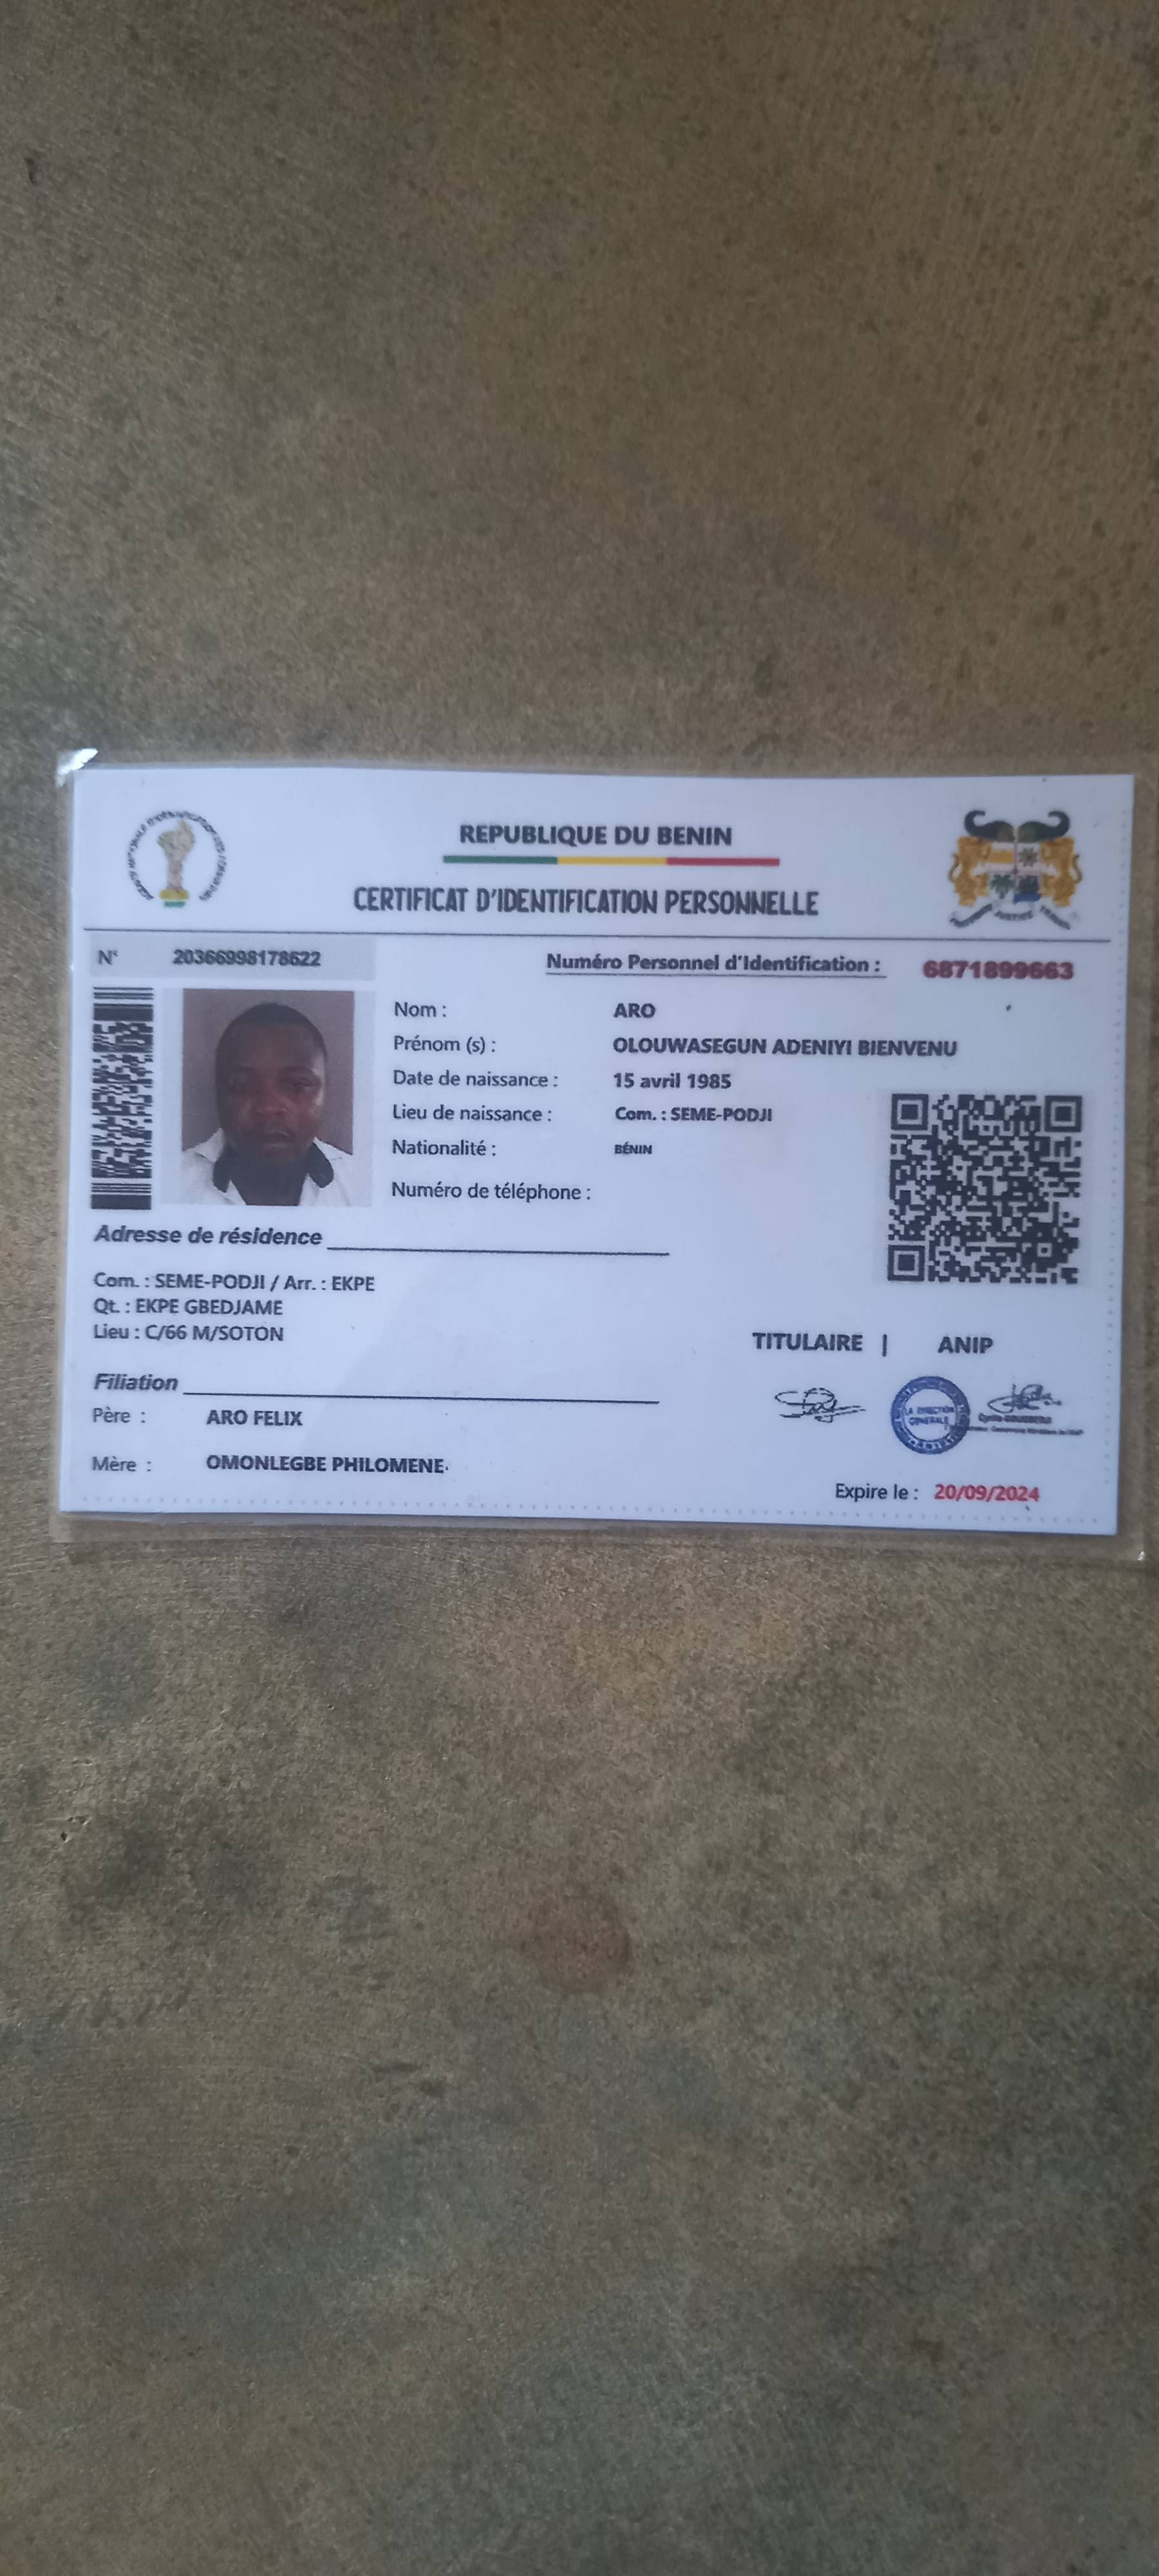 REPUBLIQUE DU BENIN
CERTIFICAT D'IDENTIFICATION PERSONNELLE
N° 20366998178622
Numéro Personnel d'Identification : 6871899663
Nom : ARO
Prénom (s) : OLOUWASEGUN ADENIYI BIENVENU
Date de naissance : 15 avril 1985
Lieu de naissance : Com. : SEME-PODJI
Nationalité : BÉNIN
Numéro de téléphone :
Adresse de résidence
Com. : SEME-PODJI / Arr. : EKPE
Qt. : EKPE GBEDJAME
Lieu : C/66 M/SOTON
TITULAIRE | ANIP
LA DIRECTION GENERALE
Filiation
Père : ARO FELIX
Mère : OMONLEGBE PHILOMENE
Expire le : 20/09/2024